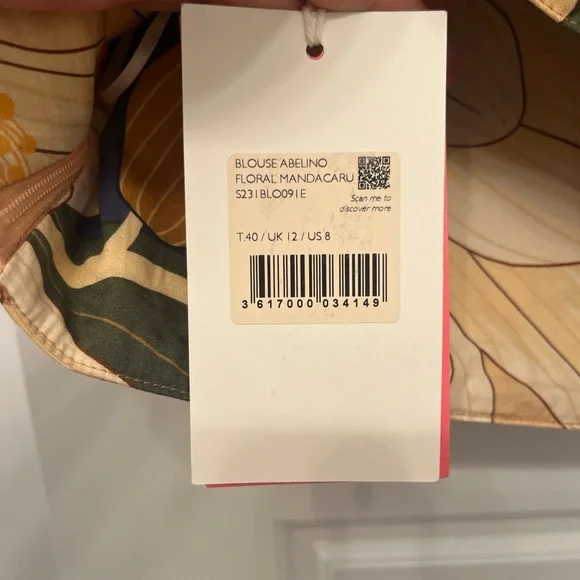 BLOUSE ABELINO
FLORAL MANDACARU
S231BLO091E
Scan me to
discover more
T.40 / UK 12 / US 8
3 617000 034149